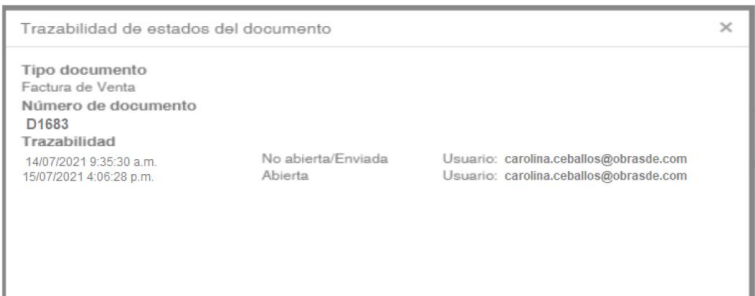 Trazabilidad de estados del documento ×
Tipo documento
Factura de Venta
Número de documento
D1683
Trazabilidad
14/07/2021 9:35:30 a.m. No abierta/Enviada Usuario: carolina.ceballos@obrasde.com
15/07/2021 4:06:28 p.m. Abierta Usuario: carolina.ceballos@obrasde.com